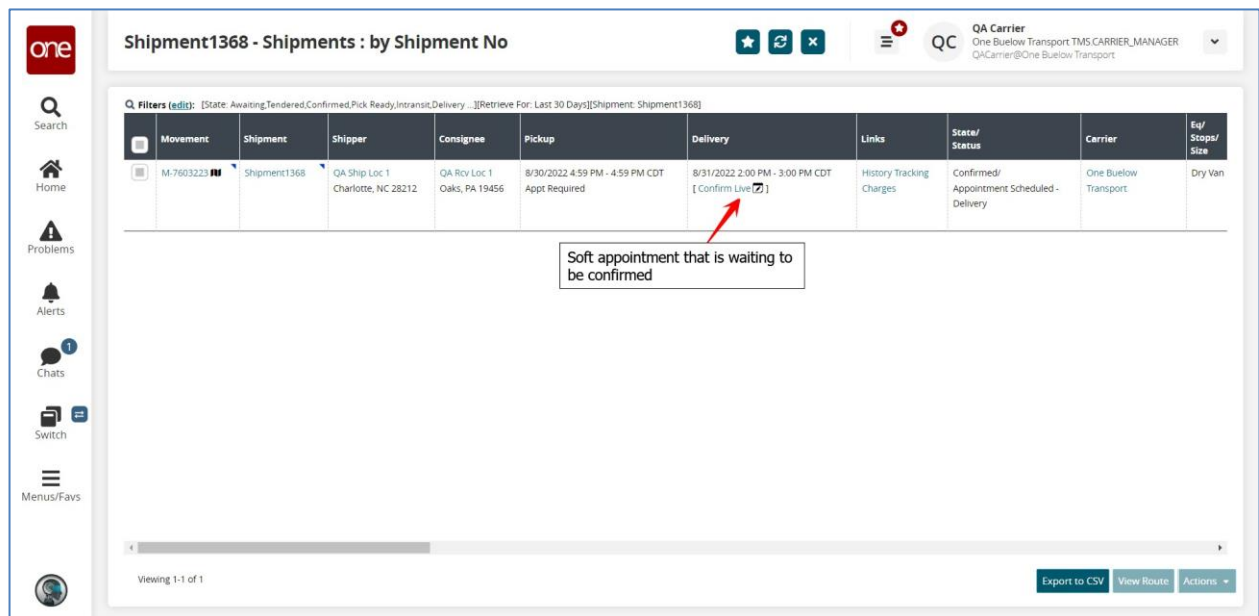 one
Shipment1368 - Shipments : by Shipment No
QC
QA Carrier
One Buelow Transport TMS.CARRIER_MANAGER
QACarrier@One Buelow Transport
Search
Home
Problems
Alerts
1
Chats
Switch
Menus/Favs
Filters (edit): [State: Awaiting,Tendered,Confirmed,Pick Ready,Intransit,Delivery ...][Retrieve For: Last 30 Days][Shipment: Shipment1368]
Movement Shipment Shipper Consignee Pickup Delivery Links State/ Status Carrier Eq/ Stops/ Size
M-7603223 Shipment1368 QA Ship Loc 1 QA Rcv Loc 1 8/30/2022 4:59 PM - 4:59 PM CDT 8/31/2022 2:00 PM - 3:00 PM CDT History Tracking Confirmed/ One Buelow Dry Van
Charlotte, NC 28212 Oaks, PA 19456 Appt Required [ Confirm Live ] Charges Appointment Scheduled - Transport
Delivery
Soft appointment that is waiting to
be confirmed
Viewing 1-1 of 1
Export to CSV View Route Actions